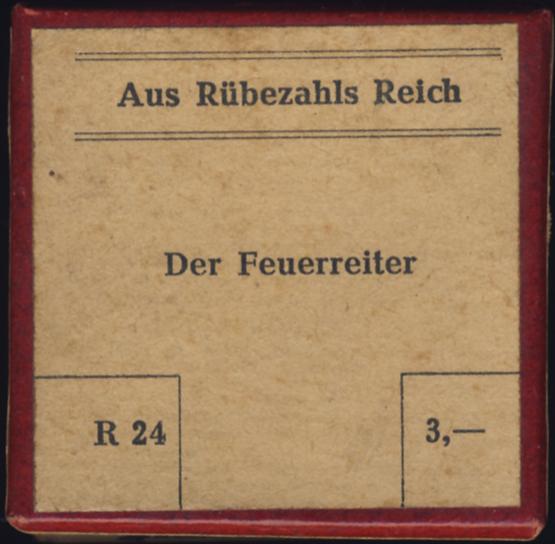 Aus Rübezahls Reich
Der Feuerreiter
R 24
3,—